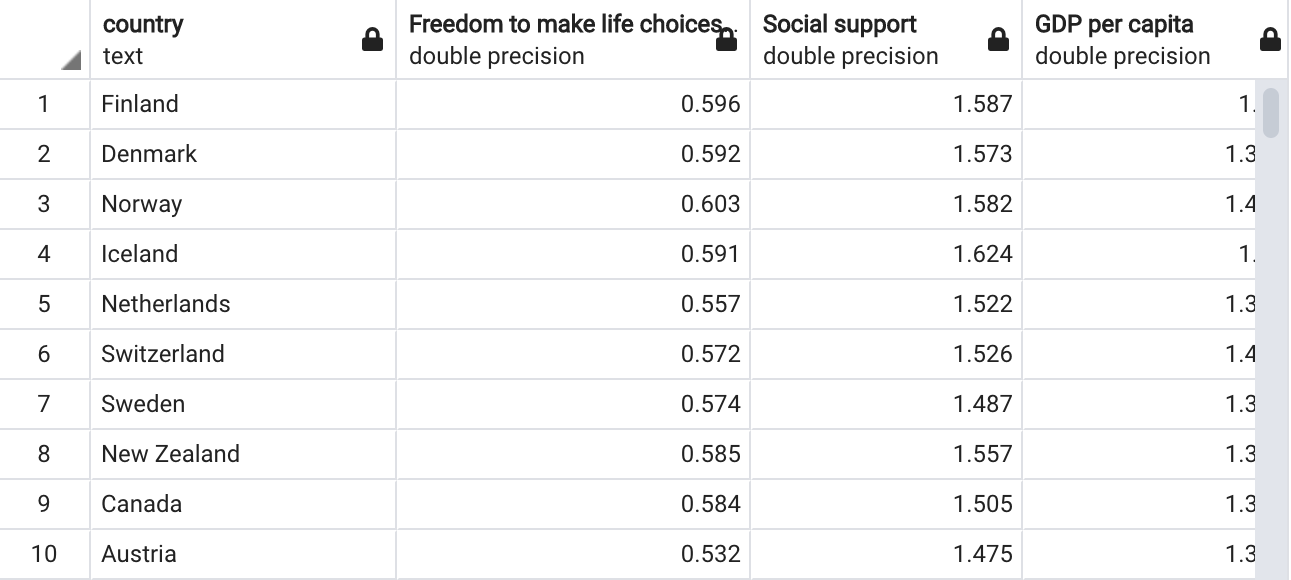 country Freedom to make life choices.. Social support GDP per capita
text double precision double precision double precision
1 Finland 0.596 1.587 1.
2 Denmark 0.592 1.573 1.3
3 Norway 0.603 1.582 1.4
4 Iceland 0.591 1.624 1.
5 Netherlands 0.557 1.522 1.3
6 Switzerland 0.572 1.526 1.4
7 Sweden 0.574 1.487 1.3
8 New Zealand 0.585 1.557 1.3
9 Canada 0.584 1.505 1.3
10 Austria 0.532 1.475 1.3